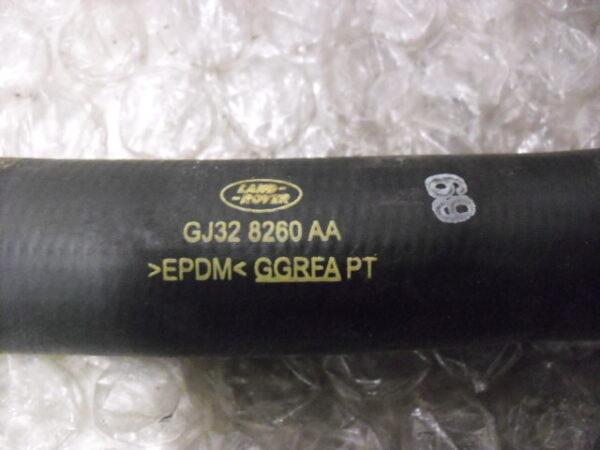 LAND-
-ROVER
GJ32 8260 AA
>EPDM< GGRFA PT